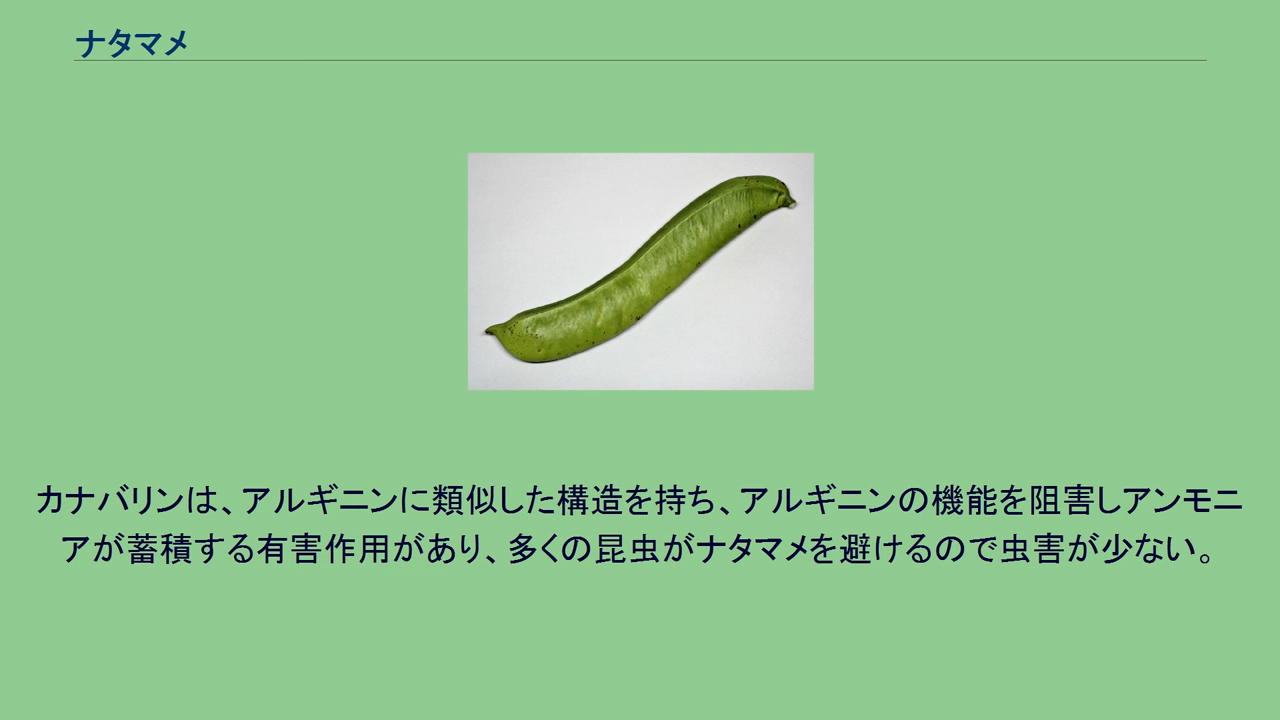 ナタマメ
カナバリンは、アルギニンに類似した構造を持ち、アルギニンの機能を阻害しアンモニ
アが蓄積する有害作用があり、多くの昆虫がナタマメを避けるので虫害が少ない。